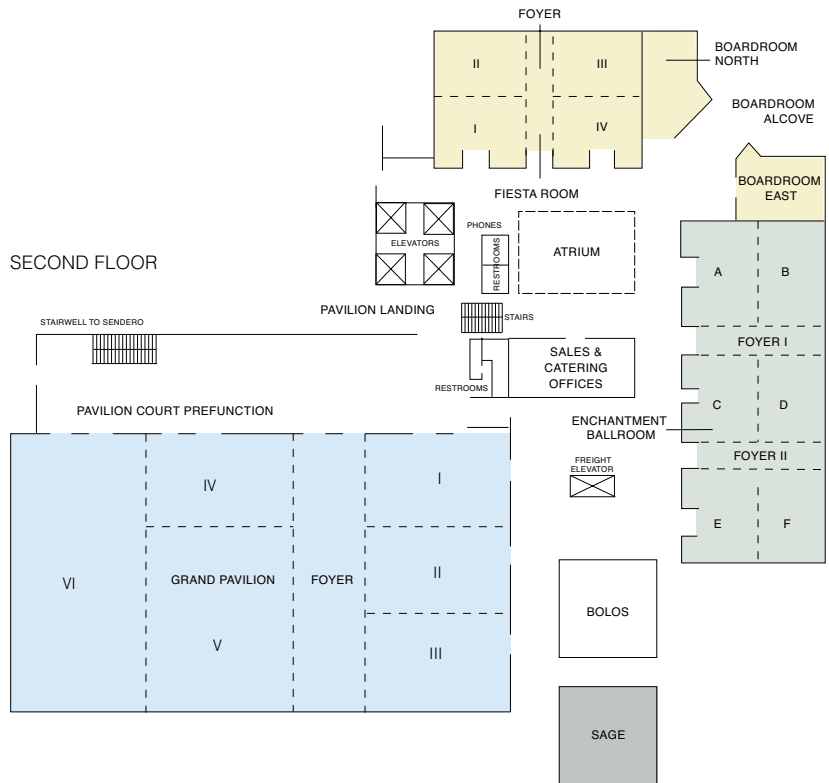 FOYER
BOARDROOM
NORTH
II
III
BOARDROOM
ALCOVE
I
IV
BOARDROOM
EAST
FIESTA ROOM
PHONES
ELEVATORS
RESTROOMS
ATRIUM
A
B
SECOND FLOOR
PAVILION LANDING
STAIRS
STAIRWELL TO SENDERO
FOYER I
SALES &
CATERING
OFFICES
RESTROOMS
PAVILION COURT PREFUNCTION
C
D
ENCHANTMENT
BALLROOM
FOYER II
FREIGHT
ELEVATOR
I
IV
E
F
VI
GRAND PAVILION
FOYER
II
BOLOS
V
III
SAGE